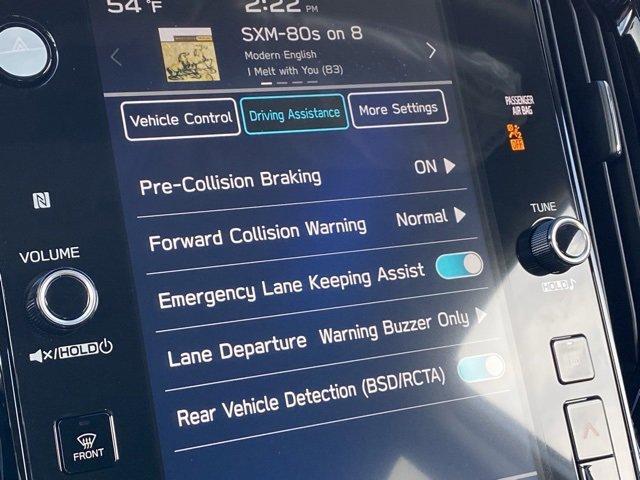 54 °F 2:22 PM
SXM-80s on 8
Modern English
I Melt with You (83)
Vehicle Control Driving Assistance More Settings
PASSENGER
AIR BAG
OFF
Pre-Collision Braking ON
Forward Collision Warning Normal
TUNE
HOLD
VOLUME
Emergency Lane Keeping Assist
/HOLD
Lane Departure Warning Buzzer Only
Rear Vehicle Detection (BSD/RCTA)
FRONT